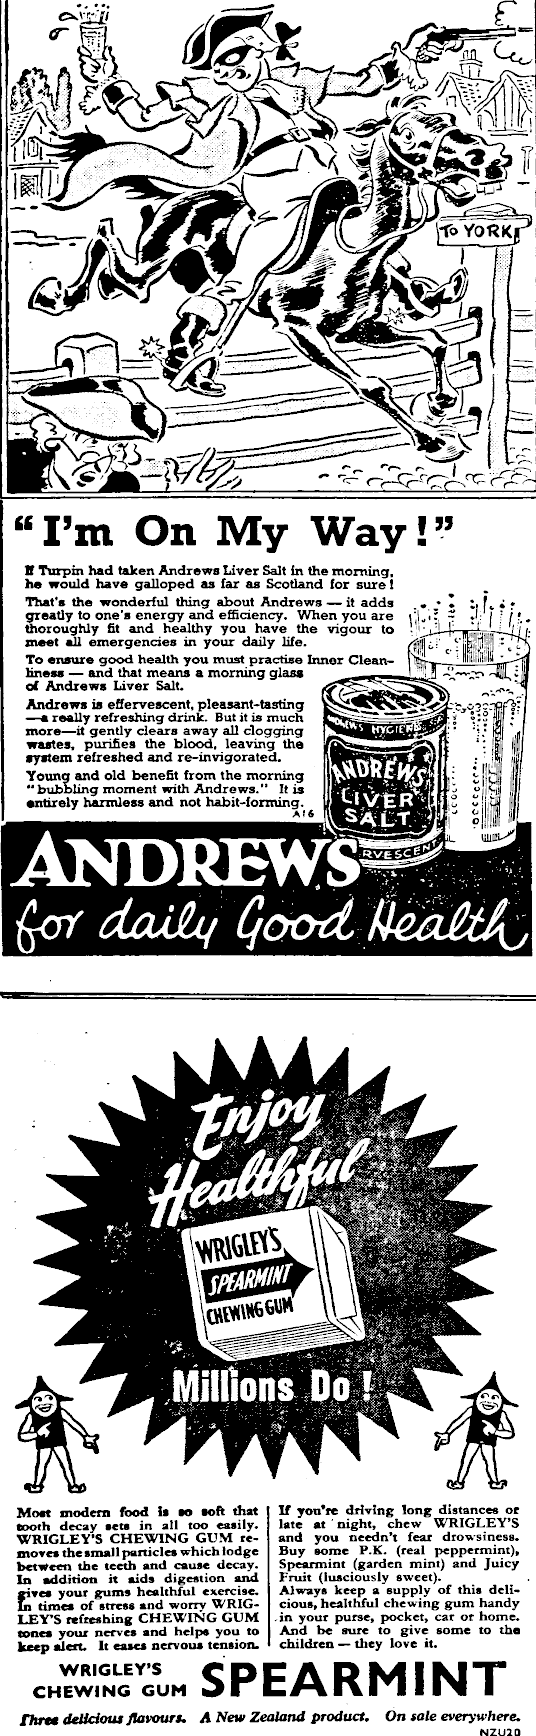 To YORK
"I'm On My Way!"
If Turpin had taken Andrews Liver Salt in the morning,
he would have galloped as far as Scotland for sure!
That's the wonderful thing about Andrews — it adds
greatly to one's energy and efficiency. When you are
thoroughly fit and healthy you have the vigour to
meet all emergencies in your daily life.
To ensure good health you must practise Inner Clean-
liness — and that means a morning glass
of Andrews Liver Salt.
Andrews is effervescent, pleasant-tasting
—a really refreshing drink. But it is much
more—it gently clears away all clogging
wastes, purifies the blood, leaving the
system refreshed and re-invigorated.
Young and old benefit from the morning
"bubbling moment with Andrews." It is
entirely harmless and not habit-forming.
A16
ANDREWS
LIVER
SALT
ANDREWS
for daily Good Health
Enjoy
Healthful
WRIGLEY'S
SPEARMINT
CHEWING GUM
Millions Do!
Most modern food is so soft that
tooth decay sets in all too easily.
WRIGLEY'S CHEWING GUM re-
moves the small particles which lodge
between the teeth and cause decay.
In addition it aids digestion and
gives your gums healthful exercise.
In times of stress and worry WRIG-
LEY'S refreshing CHEWING GUM
tones your nerves and helps you to
keep alert. It eases nervous tension.
If you're driving long distances or
late at night, chew WRIGLEY'S
and you needn't fear drowsiness.
Buy some P.K. (real peppermint),
Spearmint (garden mint) and Juicy
Fruit (lusciously sweet).
Always keep a supply of this deli-
cious, healthful chewing gum handy
in your purse, pocket, car or home.
And be sure to give some to the
children — they love it.
WRIGLEY'S
CHEWING GUM SPEARMINT
Three delicious flavours. A New Zealand product. On sale everywhere.
NZU20